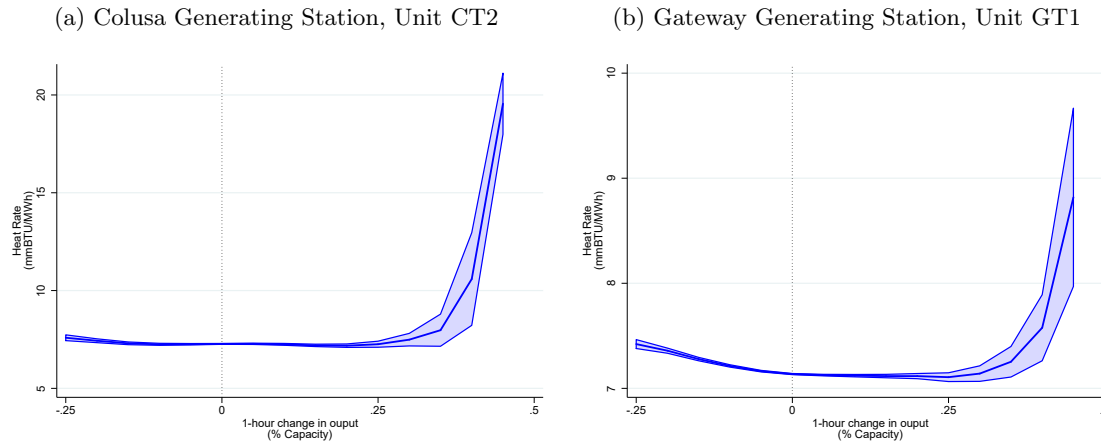 (a) Colusa Generating Station, Unit CT2
Heat Rate
(mmBTU/MWh)
20
15
10
5
-.25
0
.25
.5
1-hour change in ouput
(% Capacity)
(b) Gateway Generating Station, Unit GT1
Heat Rate
(mmBTU/MWh)
10
9
8
7
-.25
0
.25
.5
1-hour change in ouput
(% Capacity)